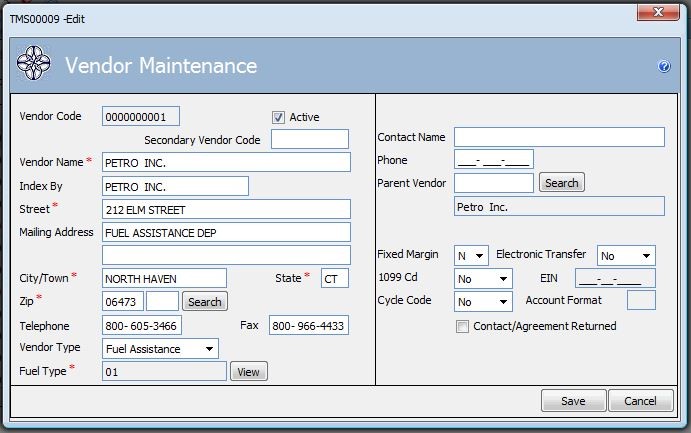 TMS00009 -Edit
Vendor Maintenance
Vendor Code 0000000001 Active
Secondary Vendor Code
Vendor Name * PETRO INC.
Index By PETRO INC.
Street * 212 ELM STREET
Mailing Address FUEL ASSISTANCE DEP
City/Town * NORTH HAVEN State * CT
Zip * 06473 Search
Telephone 800- 605-3466 Fax 800- 966-4433
Vendor Type Fuel Assistance
Fuel Type * 01 View
Contact Name
Phone ___- ___-____
Parent Vendor Search
Petro Inc.
Fixed Margin N Electronic Transfer No
1099 Cd No EIN ___-__-____
Cycle Code No Account Format
Contact/Agreement Returned
Save Cancel